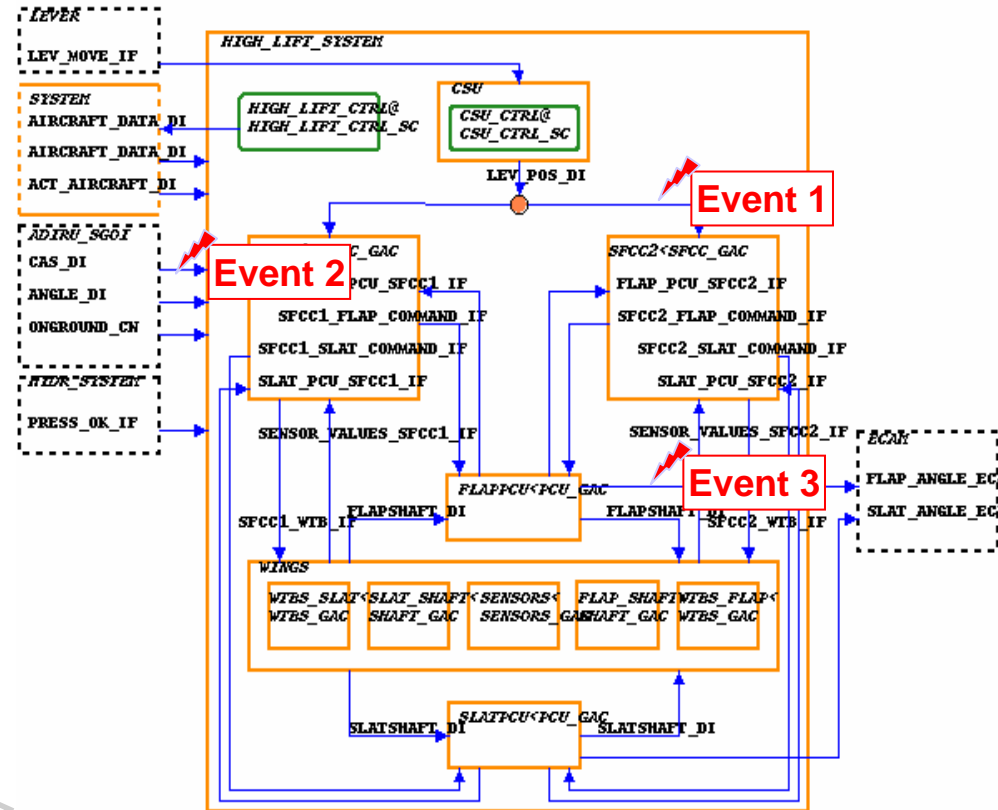 LEVER
LEV_MOVE_IF
HIGH_LIFT_SYSTEM
SYSTEM
AIRCRAFT_DATA_DI
AIRCRAFT_DATA_DI
ACT_AIRCRAFT_DI
HIGH_LIFT_CTRL@
HIGH_LIFT_CTRL_SC
CSU
CSU_CTRL@
CSU_CTRL_SC
LEV_POS_DI
Event 1
ADIRU_SGOI
CAS_DI
ANGLE_DI
ONGROUND_CN
Event 2
C_GAC
PCU_SFCC1_IF
SFCC1_FLAP_COMMAND_IF
SFCC1_SLAT_COMMAND_IF
SLAT_PCU_SFCC1_IF
SFCC2<SFCC_GAC
FLAP_PCU_SFCC2_IF
SFCC2_FLAP_COMMAND_IF
SFCC2_SLAT_COMMAND_IF
SLAT_PCU_SFCC2_IF
HYDR_SYSTEM
PRESS_OK_IF
SENSOR_VALUES_SFCC1_IF
SENSOR_VALUES_SFCC2_IF
ECAM
FLAP_ANGLE_EC
SLAT_ANGLE_EC
Event 3
FLAPPCU<PCU_GAC
FLAPSHAFT_DI
FLAPSHAFT_DI
SFCC1_WTB_IF
SFCC2_WTB_IF
WINGS
WTBS_SLAT<
WTBS_GAC
SLAT_SHAFT<
SHAFT_GAC
SENSORS<
SENSORS_GAC
FLAP_SHAFT
SHAFT_GAC
WTBS_FLAP<
WTBS_GAC
SLATPCU<PCU_GAC
SLATSHAFT_DI
SLATSHAFT_DI